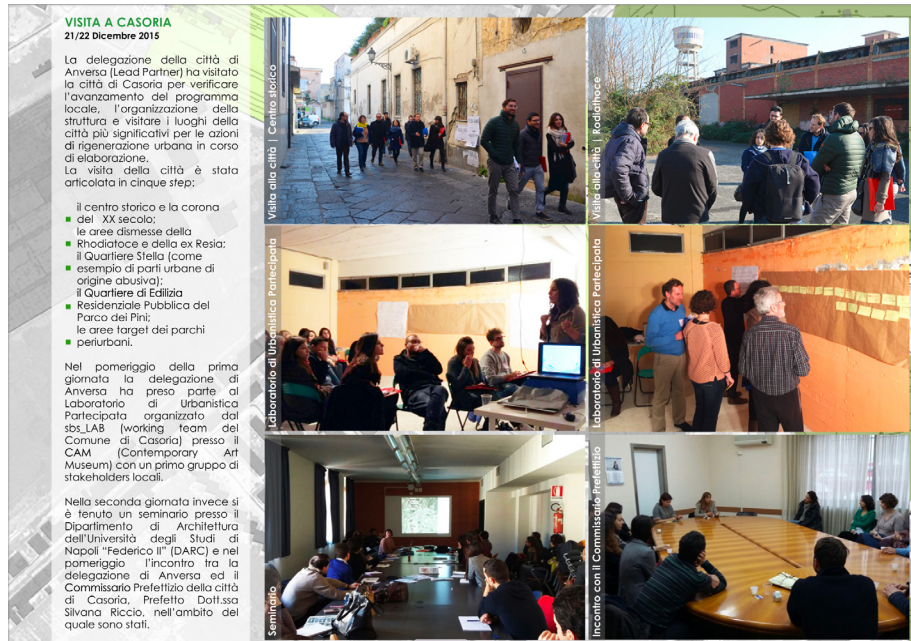 VISITA A CASORIA
21/22 Dicembre 2015
La delegazione della città di
Anversa (Lead Partner) ha visitato
la città di Casoria per verificare
l'avanzamento del programma
locale, l'organizzazione della
struttura e visitare i luoghi della
città più significativi per le azioni
di rigenerazione urbana in corso
di elaborazione.
La visita della città è stata
articolata in cinque step:
il centro storico e la corona
del XX secolo;
le aree dismesse della
Rhodiatoce e della ex Resia;
il Quartiere Stella (come
esempio di parti urbane di
origine abusiva);
il Quartiere di Edilizia
Residenziale Pubblica del
Parco dei Pini;
le aree target dei parchi
periurbani.
Nel pomeriggio della prima
giornata la delegazione di
Anversa ha preso parte al
Laboratorio di Urbanistica
Partecipata organizzato dal
sbs_LAB (working team del
Comune di Casoria) presso il
CAM (Contemporary Art
Museum) con un primo gruppo di
stakeholders locali.
Nella seconda giornata invece si
è tenuto un seminario presso il
Dipartimento di Architettura
dell'Università degli Studi di
Napoli "Federico II" (DARC) e nel
pomeriggio l'incontro tra la
delegazione di Anversa ed il
Commissario Prefettizio della città
di Casoria, Prefetto Dott.ssa
Silvana Riccio, nell'ambito del
quale sono stati.
Visita alla città | Centro storico
Visita alla città | Rodiathoce
Laboratorio di Urbanistica Partecipata
Laboratorio di Urbanistica Partecipata
Seminario
Incontro con il Commissario Prefettizio